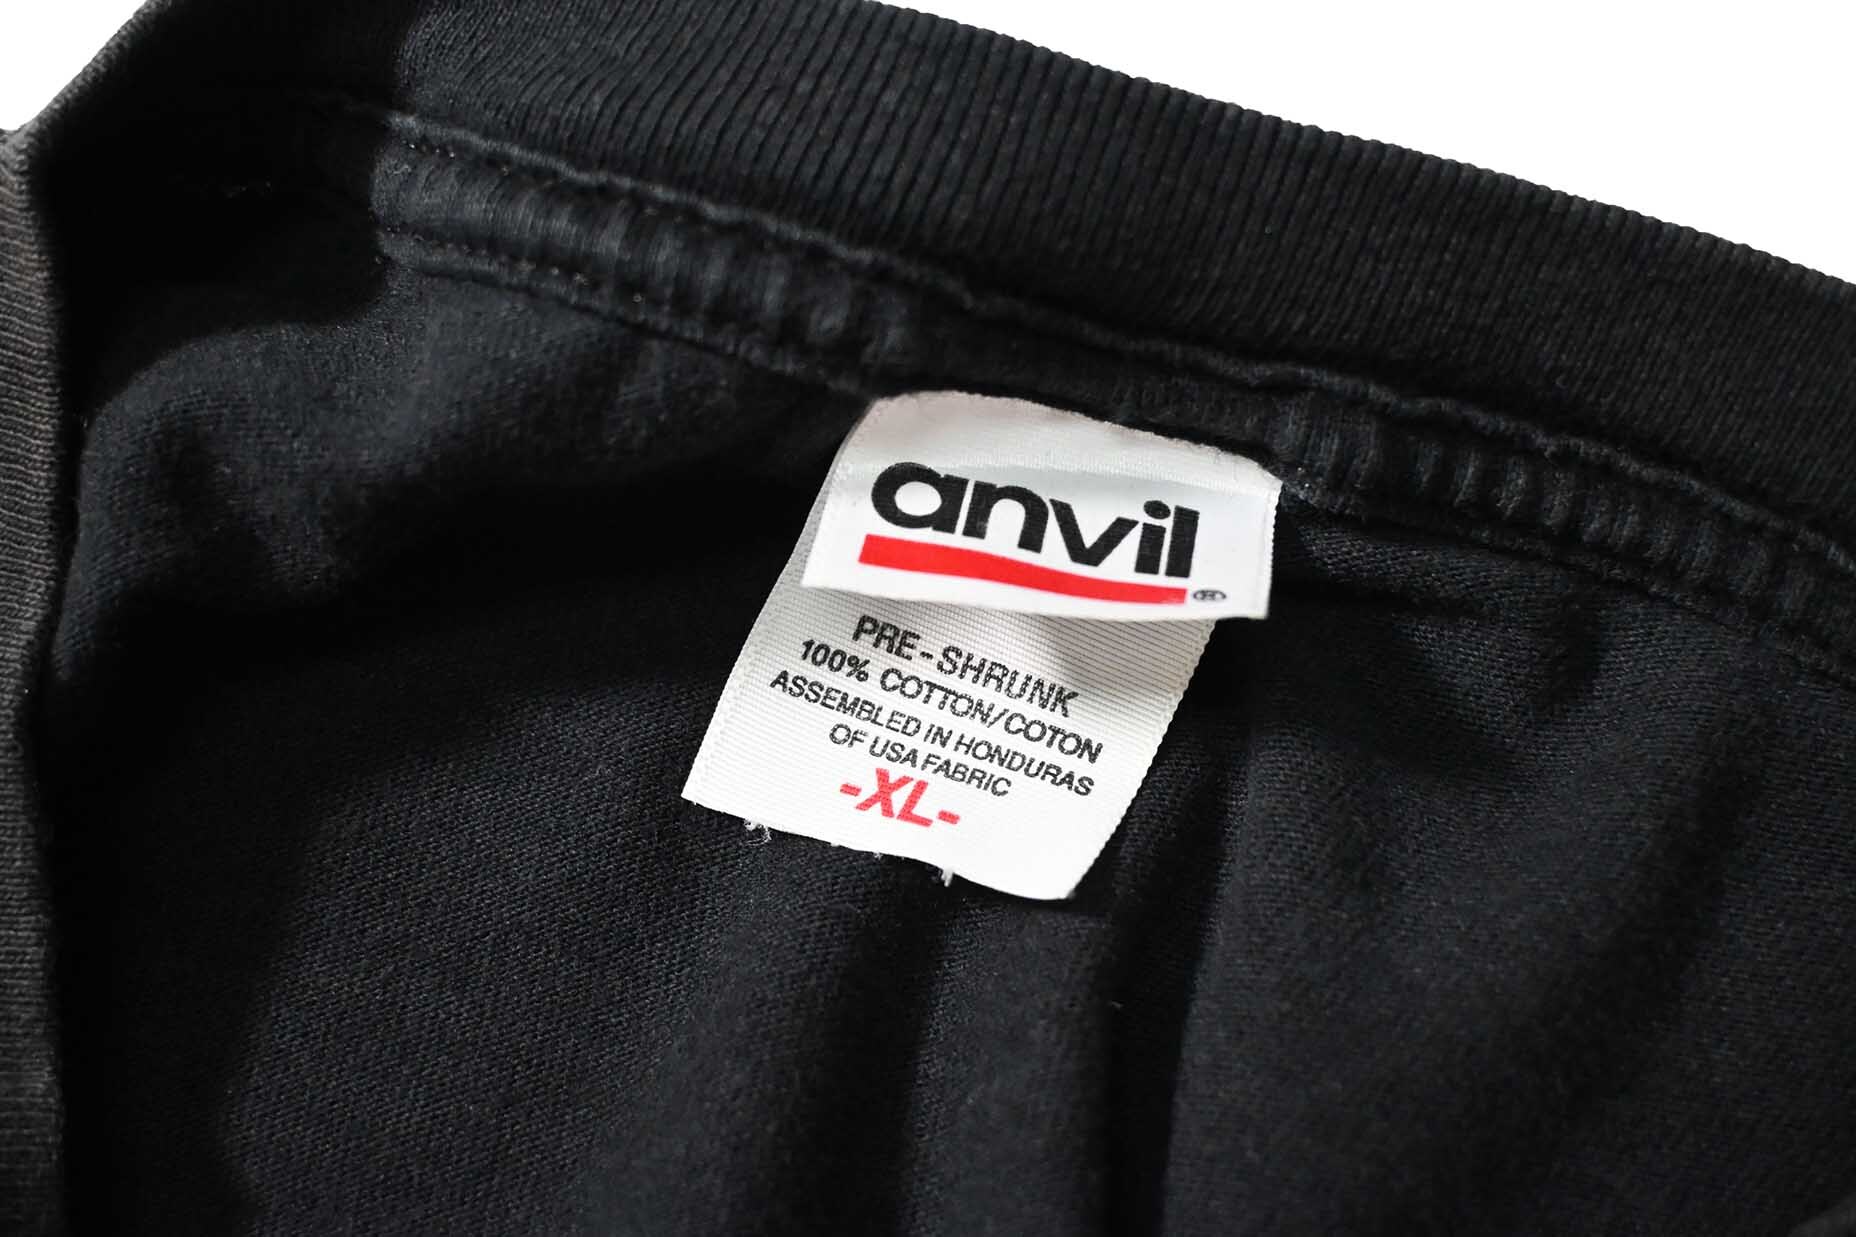 anvil®
PRE-SHRUNK
100% COTTON/COTON
ASSEMBLED IN HONDURAS
OF USA FABRIC
-XL-